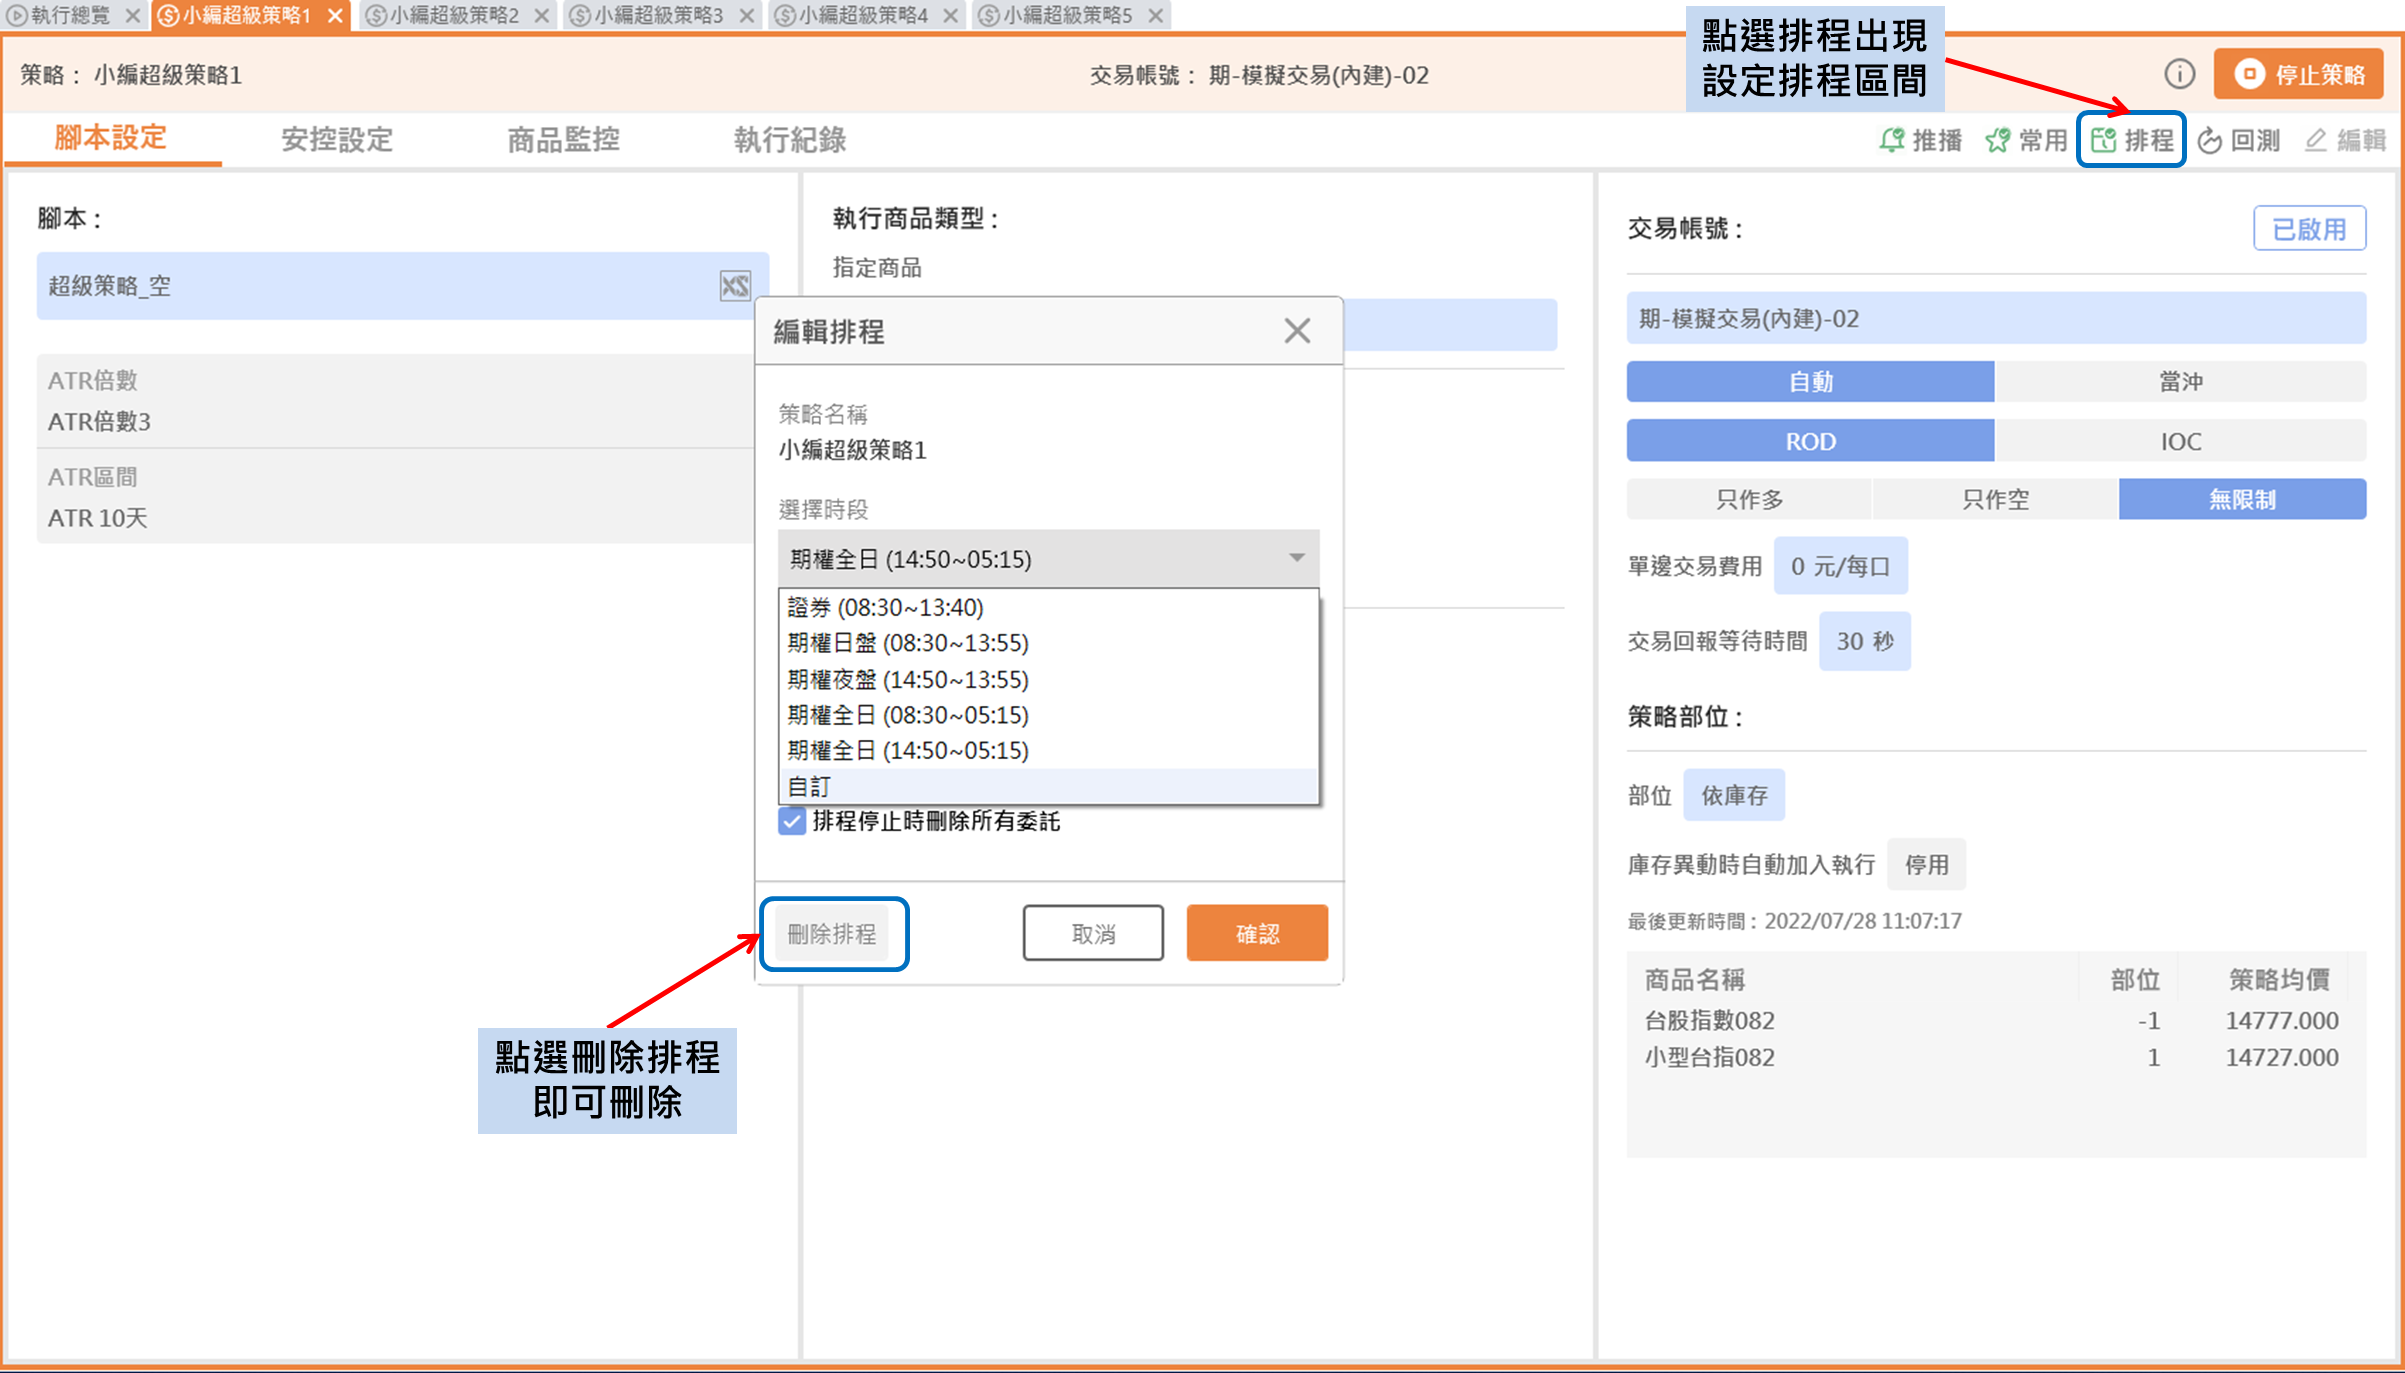 執行總覽
小編超級策略1
小編超級策略2
小編超級策略3
小編超級策略4
小編超級策略5
點選排程出現
設定排程區間
策略： 小編超級策略1
交易帳號： 期-模擬交易(內建)-02
停止策略
腳本設定
安控設定
商品監控
執行紀錄
推播
常用
排程
回測
編輯
腳本 :
超級策略_空
XS
ATR倍數
ATR倍數3
ATR區間
ATR 10天
執行商品類型 :
指定商品
編輯排程
策略名稱
小編超級策略1
選擇時段
期權全日 (14:50~05:15)
證券 (08:30~13:40)
期權日盤 (08:30~13:55)
期權夜盤 (14:50~13:55)
期權全日 (08:30~05:15)
期權全日 (14:50~05:15)
自訂
排程停止時刪除所有委託
刪除排程
取消
確認
點選刪除排程
即可刪除
交易帳號 :
已啟用
期-模擬交易(內建)-02
自動
當沖
ROD
IOC
只作多
只作空
無限制
單邊交易費用
0 元/每口
交易回報等待時間
30 秒
策略部位 :
部位
依庫存
庫存異動時自動加入執行
停用
最後更新時間 : 2022/07/28 11:07:17
商品名稱 部位 策略均價
台股指數082 -1 14777.000
小型台指082 1 14727.000